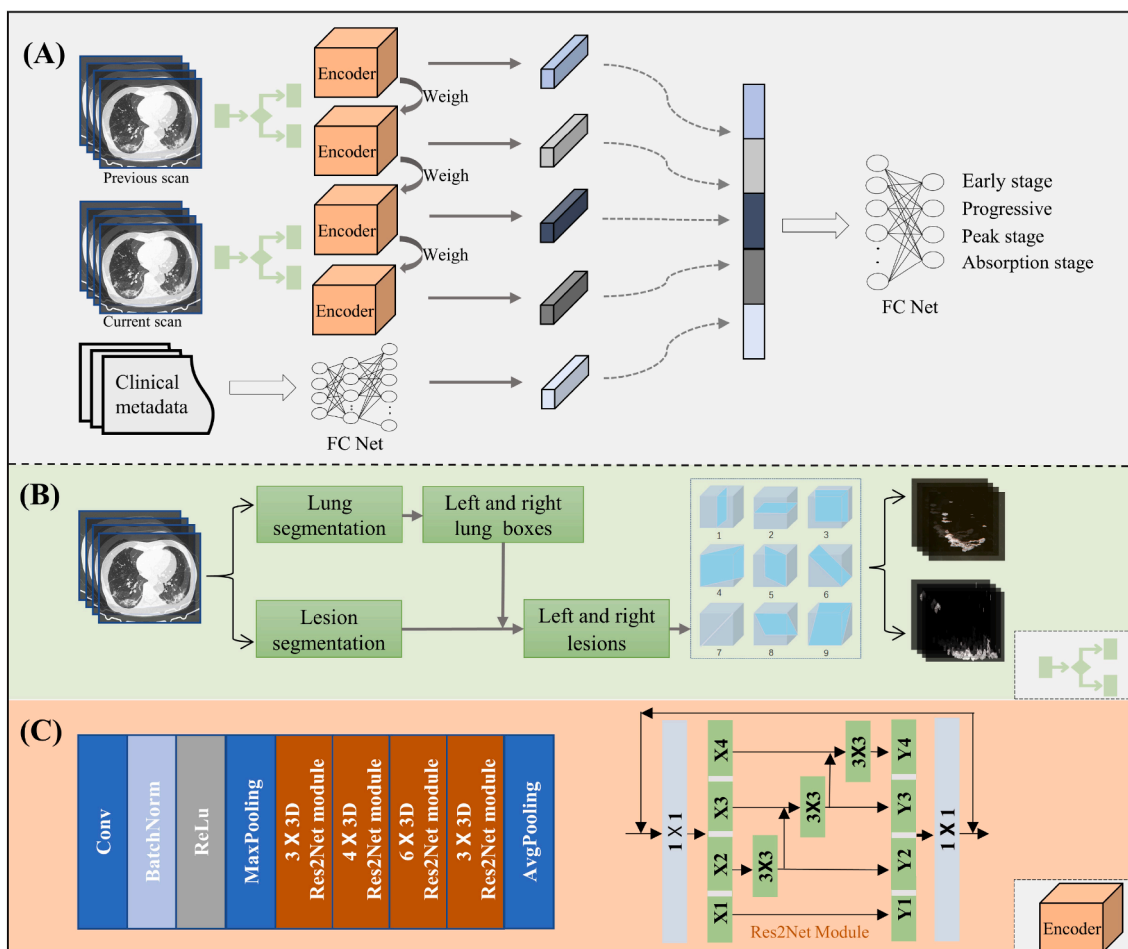 (A)
Previous scan
Current scan
Clinical
metadata
Encoder
Weigh
Encoder
Weigh
Encoder
Weigh
Encoder
FC Net
Early stage
Progressive
Peak stage
Absorption stage
FC Net
(B)
Lung
segmentation
Left and right
lung boxes
Lesion
segmentation
Left and right
lesions
1
2
3
4
5
6
7
8
9
(C)
Conv
BatchNorm
ReLu
MaxPooling
3 X 3D
Res2Net module
4 X 3D
Res2Net module
6 X 3D
Res2Net module
3 X 3D
Res2Net module
AvgPooling
1 X 1
X4
X3
X2
X1
3X3
3X3
3X3
Y4
Y3
Y2
Y1
1 X 1
Res2Net Module
Encoder